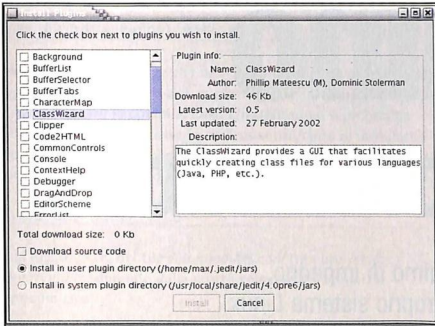 Install Plugins
Click the check box next to plugins you wish to install.
Background
BufferList
BufferSelector
BufferTabs
CharacterMap
ClassWizard
Clipper
Code2HTML
CommonControls
Console
ContextHelp
Debugger
DragAndDrop
EditorScheme
ErrorList
Plugin info:
Name: ClassWizard
Author: Phillip Mateescu (M), Dominic Stolerman
Download size: 46 Kb
Latest version: 0.5
Last updated: 27 February 2002
Description:
The ClassWizard provides a GUI that facilitates
quickly creating class files for various languages
(Java, PHP, etc.).
Total download size: 0 Kb
Download source code
Install in user plugin directory (/home/max/.jedit/jars)
Install in system plugin directory (/usr/local/share/jedit/4.0pre6/jars)
Install
Cancel